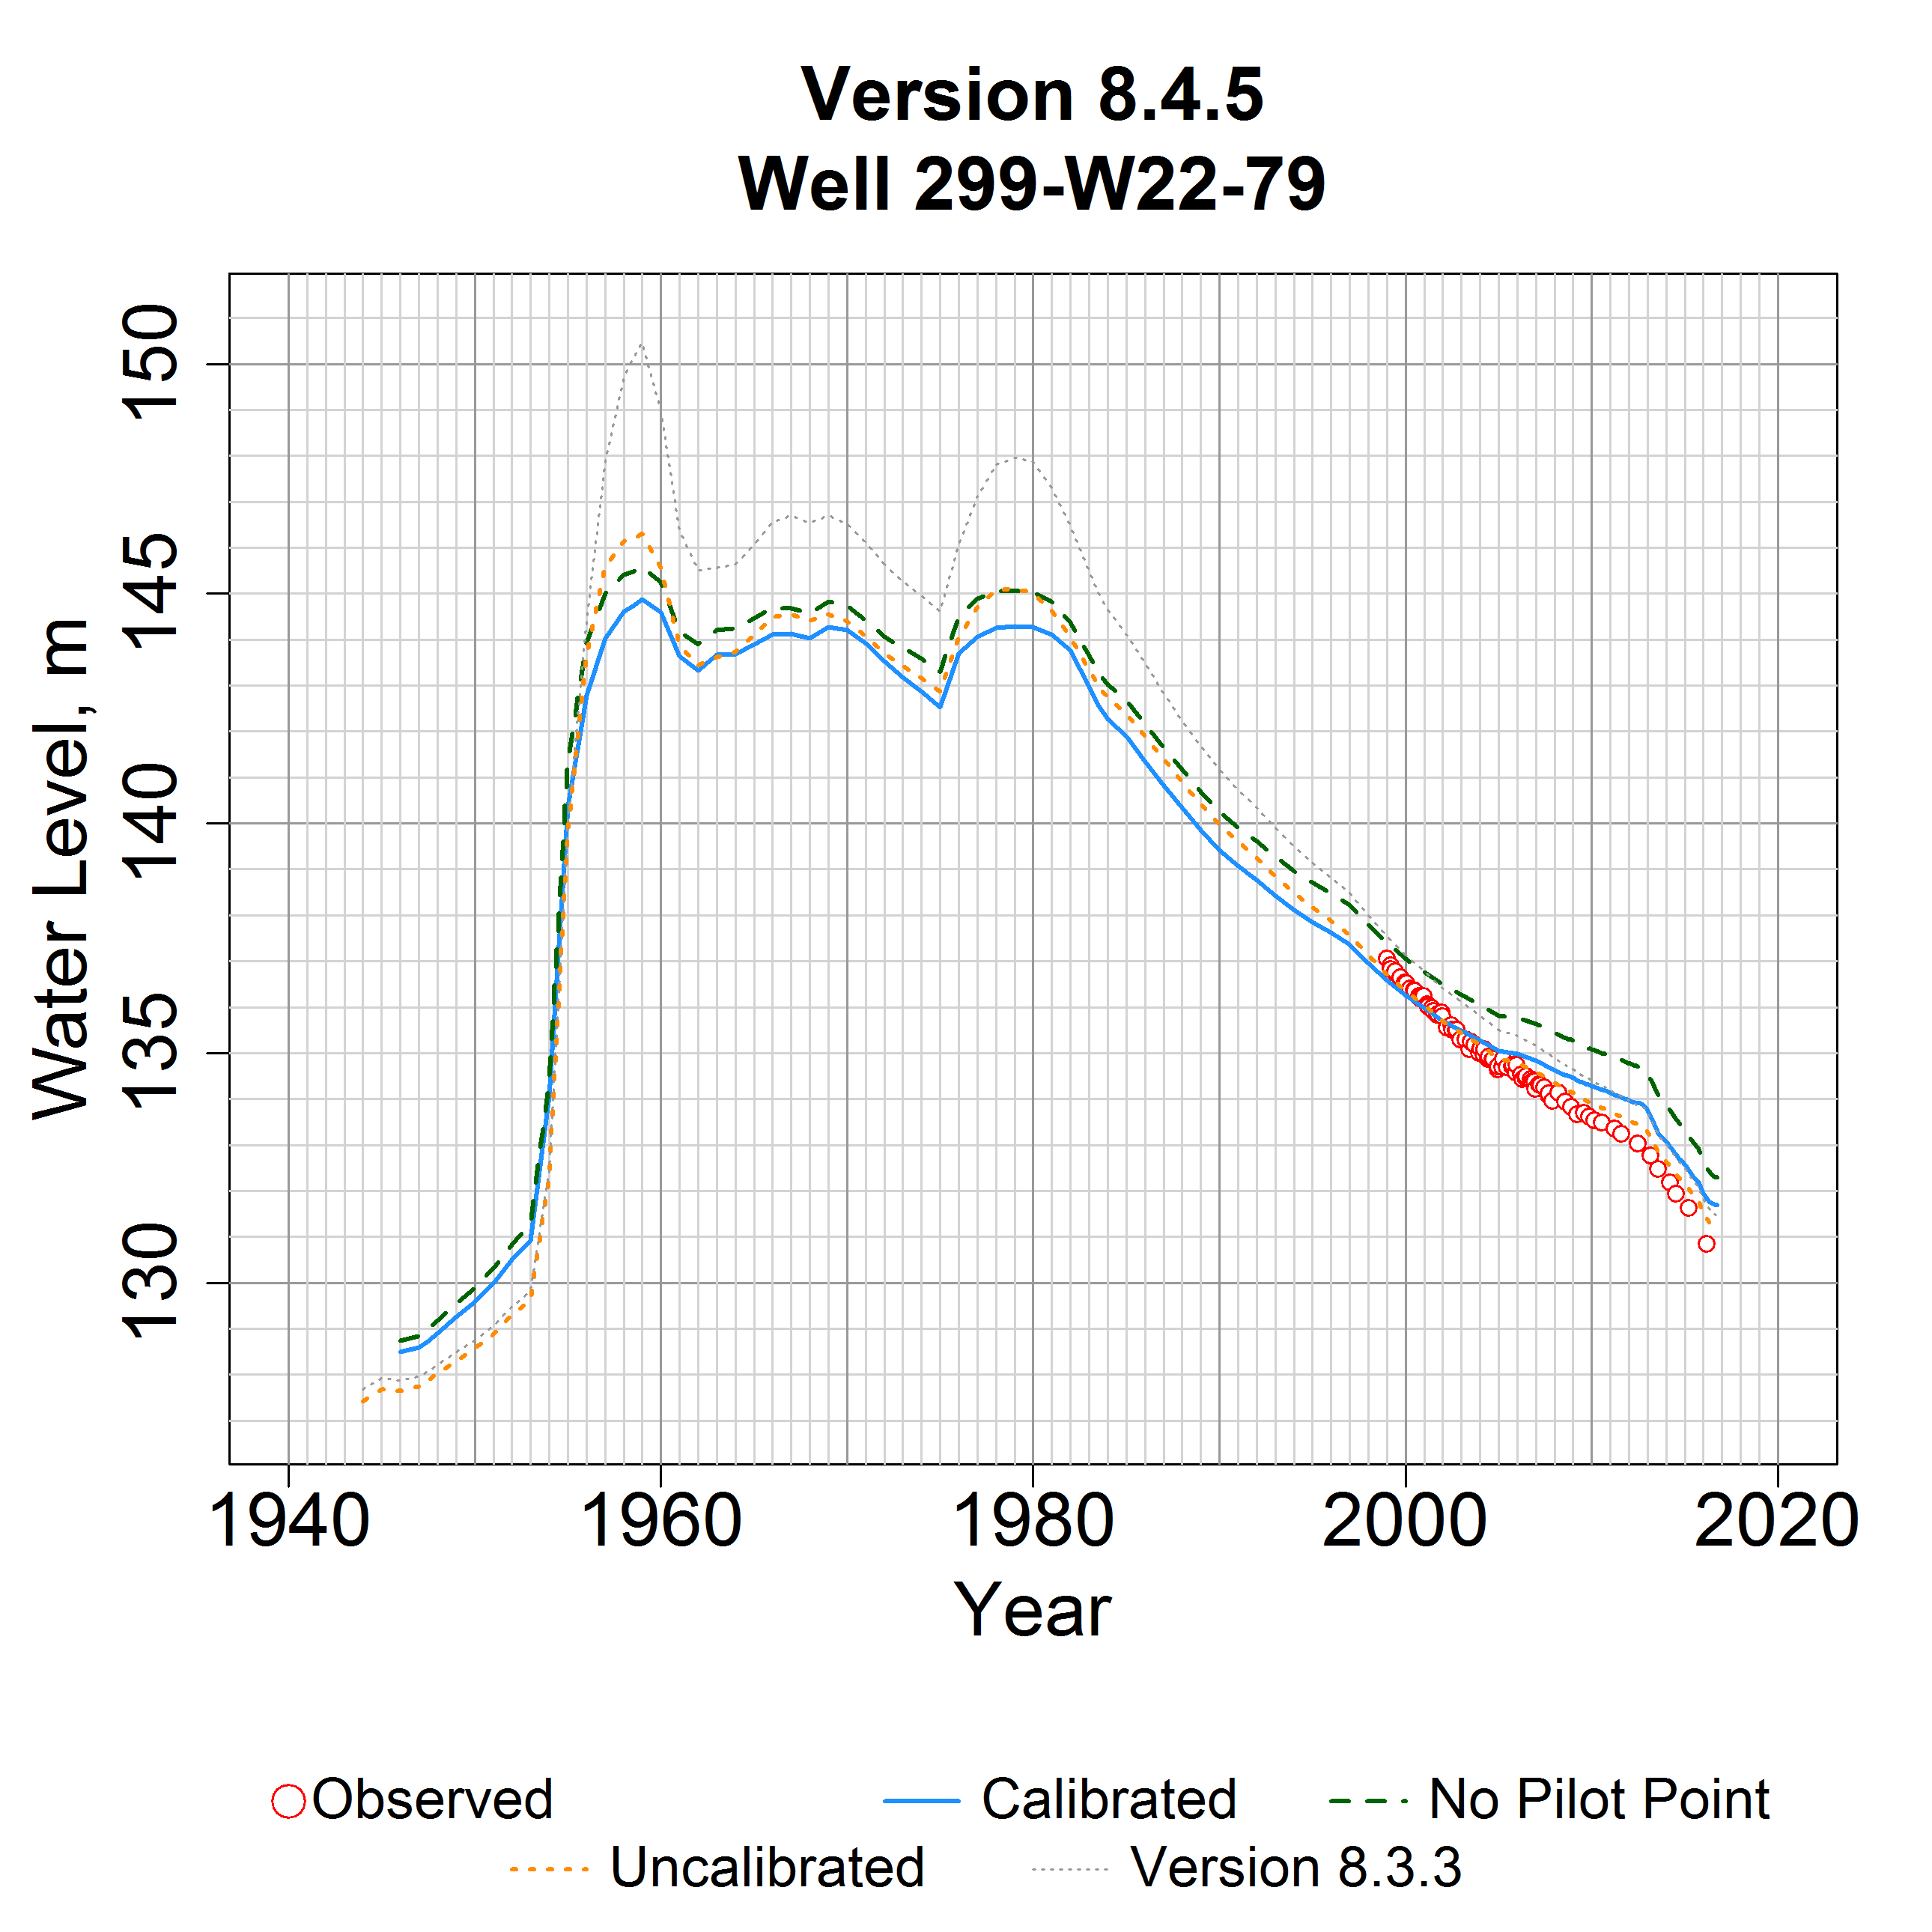 Version 8.4.5
Well 299-W22-79
Water Level, m
150
145
140
135
130
1940 1960 1980 2000 2020
Year
Observed Calibrated No Pilot Point
Uncalibrated Version 8.3.3